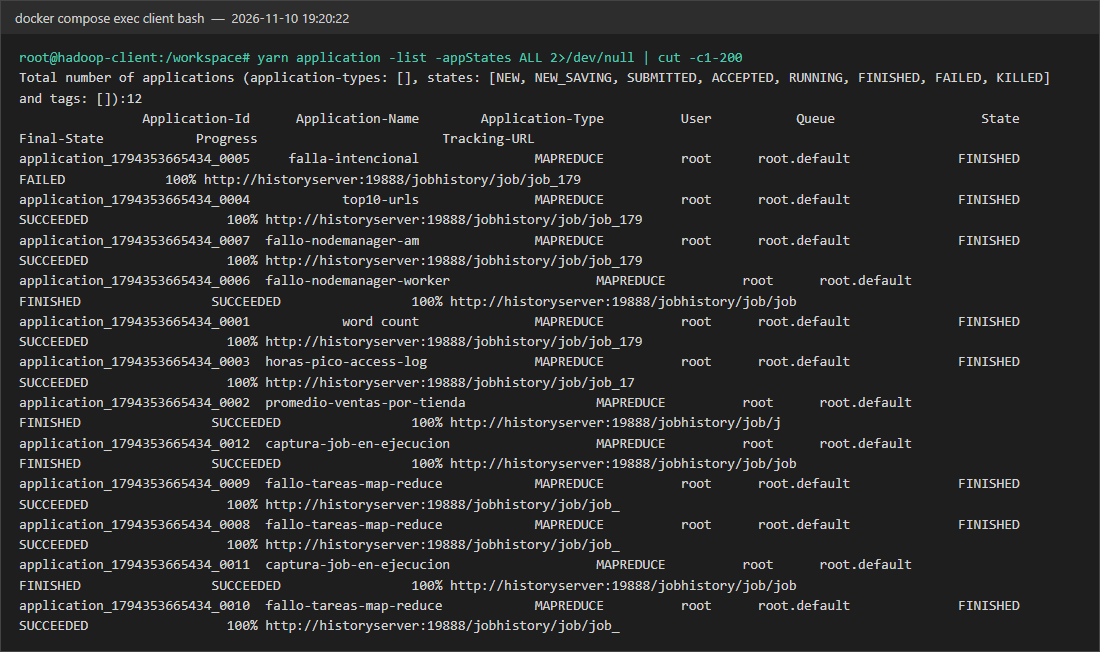 docker compose exec client bash — 2026-11-10 19:20:22
root@hadoop-client:/workspace# yarn application -list -appStates ALL 2>/dev/null | cut -c1-200
Total number of applications (application-types: [], states: [NEW, NEW_SAVING, SUBMITTED, ACCEPTED, RUNNING, FINISHED, FAILED, KILLED]
and tags: []):12
Application-Id Application-Name Application-Type User Queue State
Final-State Progress Tracking-URL
application_1794353665434_0005 falla-intencional MAPREDUCE root root.default FINISHED
FAILED 100% http://historyserver:19888/jobhistory/job/job_179
application_1794353665434_0004 top10-urls MAPREDUCE root root.default FINISHED
SUCCEEDED 100% http://historyserver:19888/jobhistory/job/job_179
application_1794353665434_0007 fallo-nodemanager-am MAPREDUCE root root.default FINISHED
SUCCEEDED 100% http://historyserver:19888/jobhistory/job/job_179
application_1794353665434_0006 fallo-nodemanager-worker MAPREDUCE root root.default
FINISHED SUCCEEDED 100% http://historyserver:19888/jobhistory/job/job
application_1794353665434_0001 word count MAPREDUCE root root.default FINISHED
SUCCEEDED 100% http://historyserver:19888/jobhistory/job/job_179
application_1794353665434_0003 horas-pico-access-log MAPREDUCE root root.default FINISHED
SUCCEEDED 100% http://historyserver:19888/jobhistory/job/job_17
application_1794353665434_0002 promedio-ventas-por-tienda MAPREDUCE root root.default
FINISHED SUCCEEDED 100% http://historyserver:19888/jobhistory/job/j
application_1794353665434_0012 captura-job-en-ejecucion MAPREDUCE root root.default
FINISHED SUCCEEDED 100% http://historyserver:19888/jobhistory/job/job
application_1794353665434_0009 fallo-tareas-map-reduce MAPREDUCE root root.default FINISHED
SUCCEEDED 100% http://historyserver:19888/jobhistory/job/job_
application_1794353665434_0008 fallo-tareas-map-reduce MAPREDUCE root root.default FINISHED
SUCCEEDED 100% http://historyserver:19888/jobhistory/job/job_
application_1794353665434_0011 captura-job-en-ejecucion MAPREDUCE root root.default
FINISHED SUCCEEDED 100% http://historyserver:19888/jobhistory/job/job
application_1794353665434_0010 fallo-tareas-map-reduce MAPREDUCE root root.default FINISHED
SUCCEEDED 100% http://historyserver:19888/jobhistory/job/job_